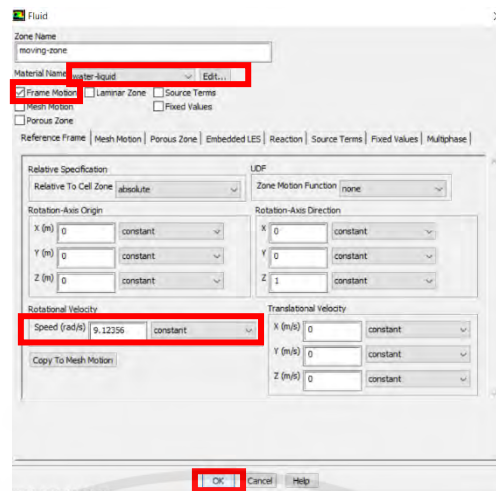 Fluid
Zone Name
moving-zone
Material Name water-liquid Edit...
Frame Motion Laminar Zone Source Terms
Mesh Motion Fixed Values
Porous Zone
Reference Frame Mesh Motion Porous Zone Embedded LES Reaction Source Terms Fixed Values Multiphase
Relative Specification UDF
Relative To Cell Zone absolute Zone Motion Function none
Rotation-Axis Origin Rotation-Axis Direction
X (m) 0 constant X 0 constant
Y (m) 0 constant Y 0 constant
Z (m) 0 constant Z 1 constant
Rotational Velocity Translational Velocity
Speed (rad/s) 9.12356 constant X (m/s) 0 constant
Copy To Mesh Motion Y (m/s) 0 constant
Z (m/s) 0 constant
OK Cancel Help